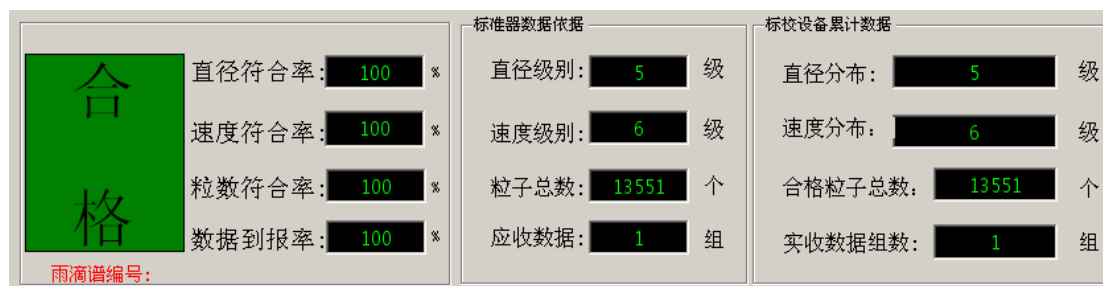 合格
直径符合率: 100 %
速度符合率: 100 %
粒数符合率: 100 %
数据到报率: 100 %
雨滴谱编号:
标准器数据依据
直径级别: 5 级
速度级别: 6 级
粒子总数: 13551 个
应收数据: 1 组
标校设备累计数据
直径分布: 5 级
速度分布: 6 级
合格粒子总数: 13551 个
实收数据组数: 1 组